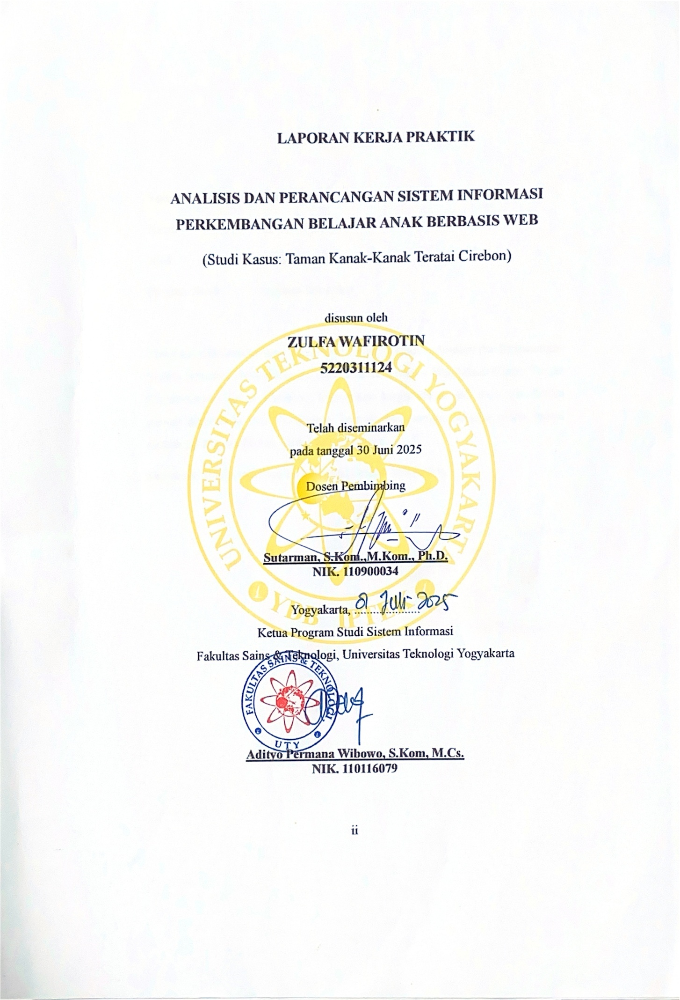 LAPORAN KERJA PRAKTIK
ANALISIS DAN PERANCANGAN SISTEM INFORMASI
PERKEMBANGAN BELAJAR ANAK BERBASIS WEB
(Studi Kasus: Taman Kanak-Kanak Teratai Cirebon)
disusun oleh
ZULFA WAFIROTIN
5220311124
UNIVERSITAS TEKNOLOGI YOGYAKARTA
YDB IPTEK
Telah diseminarkan
pada tanggal 30 Juni 2025
Dosen Pembimbing
Sutarman, S.Kom.,M.Kom., Ph.D.
NIK. 110900034
Yogyakarta, Juli 2025
Ketua Program Studi Sistem Informasi
Fakultas Sains & Teknologi, Universitas Teknologi Yogyakarta
FAKULTAS SAINS & TEKNOLOGI
UTY
Adityo Permana Wibowo, S.Kom, M.Cs.
NIK. 110116079
ii